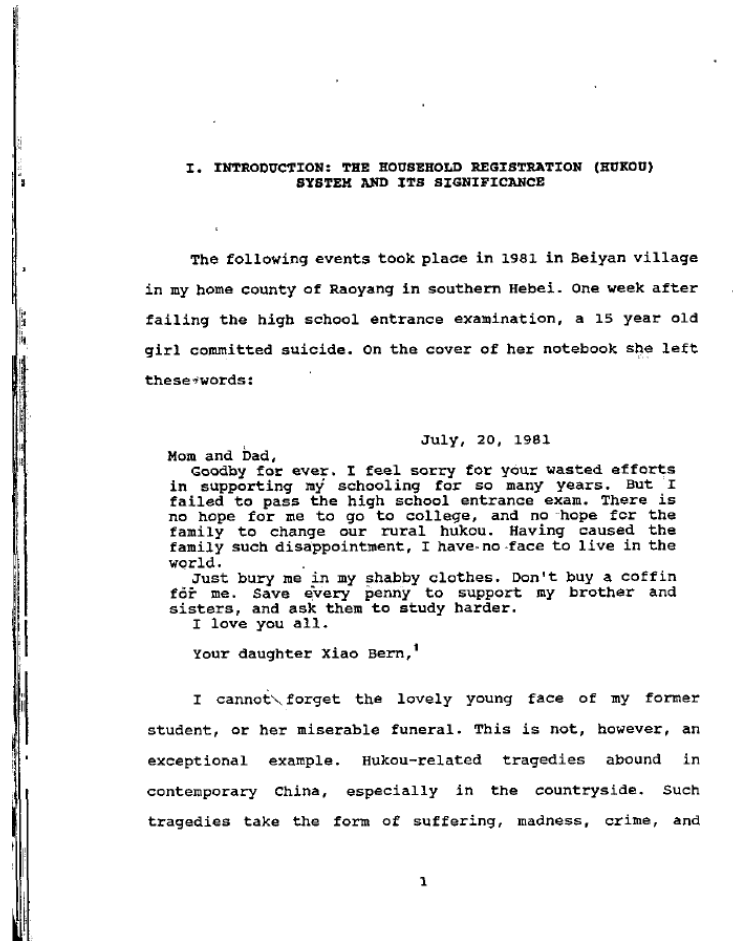 I. INTRODUCTION: THE HOUSEHOLD REGISTRATION (HUKOU)
SYSTEM AND ITS SIGNIFICANCE
The following events took place in 1981 in Beiyan village
in my home county of Raoyang in southern Hebei. One week after
failing the high school entrance examination, a 15 year old
girl committed suicide. On the cover of her notebook she left
these words:
July, 20, 1981
Mom and Dad,
Goodby for ever. I feel sorry for your wasted efforts
in supporting my schooling for so many years. But I
failed to pass the high school entrance exam. There is
no hope for me to go to college, and no hope for the
family to change our rural hukou. Having caused the
family such disappointment, I have no face to live in the
world.
Just bury me in my shabby clothes. Don't buy a coffin
for me. Save every penny to support my brother and
sisters, and ask them to study harder.
I love you all.
Your daughter Xiao Bern,¹
I cannot forget the lovely young face of my former
student, or her miserable funeral. This is not, however, an
exceptional example. Hukou-related tragedies abound in
contemporary China, especially in the countryside. Such
tragedies take the form of suffering, madness, crime, and
1